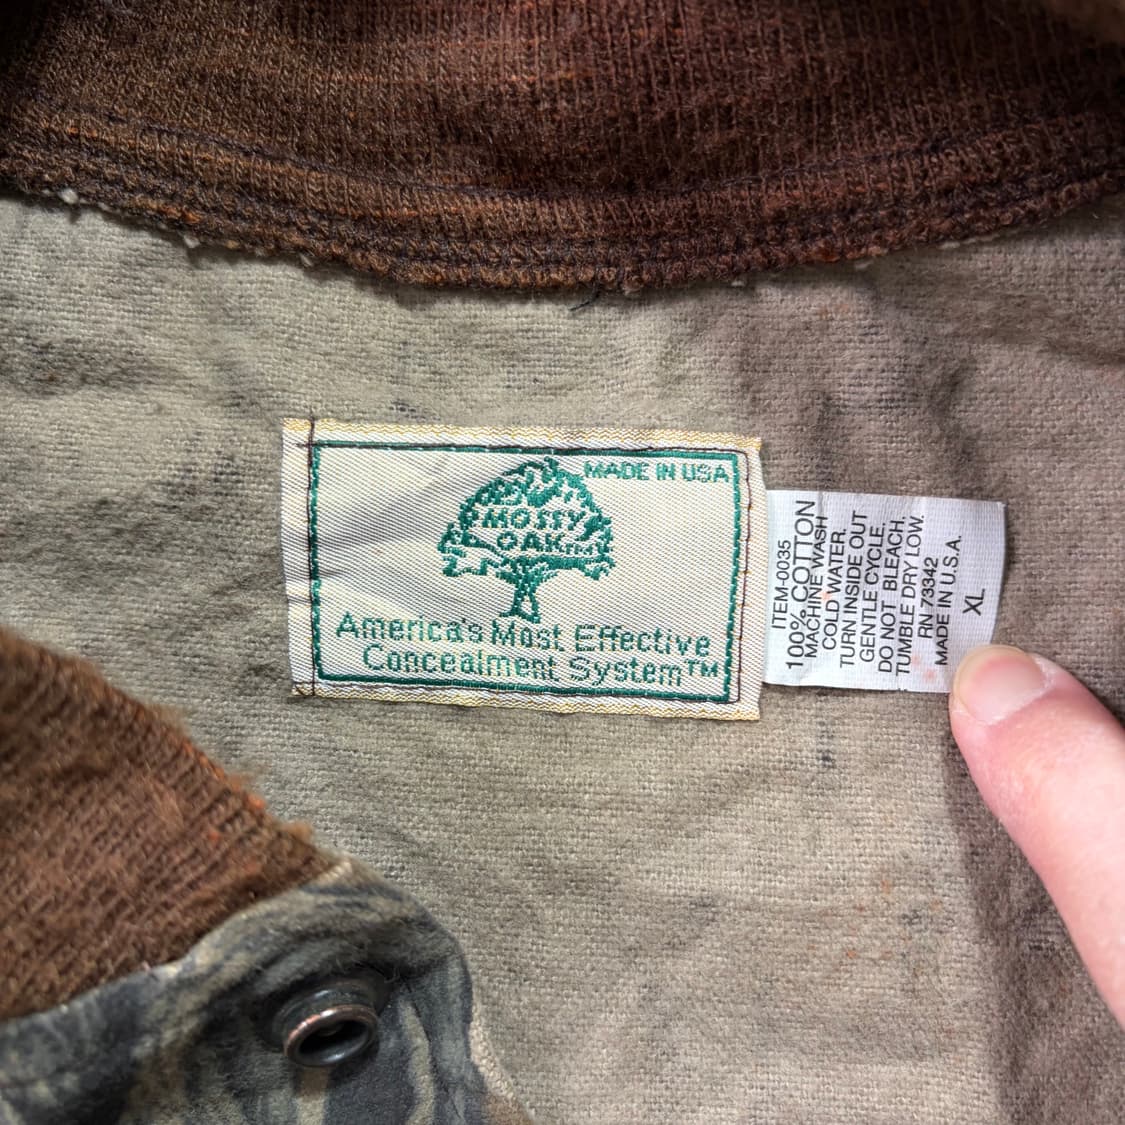 MADE IN USA
MOSSY
OAK
America's Most Effective
Concealment System™
ITEM-0035
100% COTTON
MACHINE WASH
COLD WATER.
TURN INSIDE OUT
GENTLE CYCLE.
DO NOT BLEACH.
TUMBLE DRY LOW.
RN 73342
MADE IN U.S.A.
XL